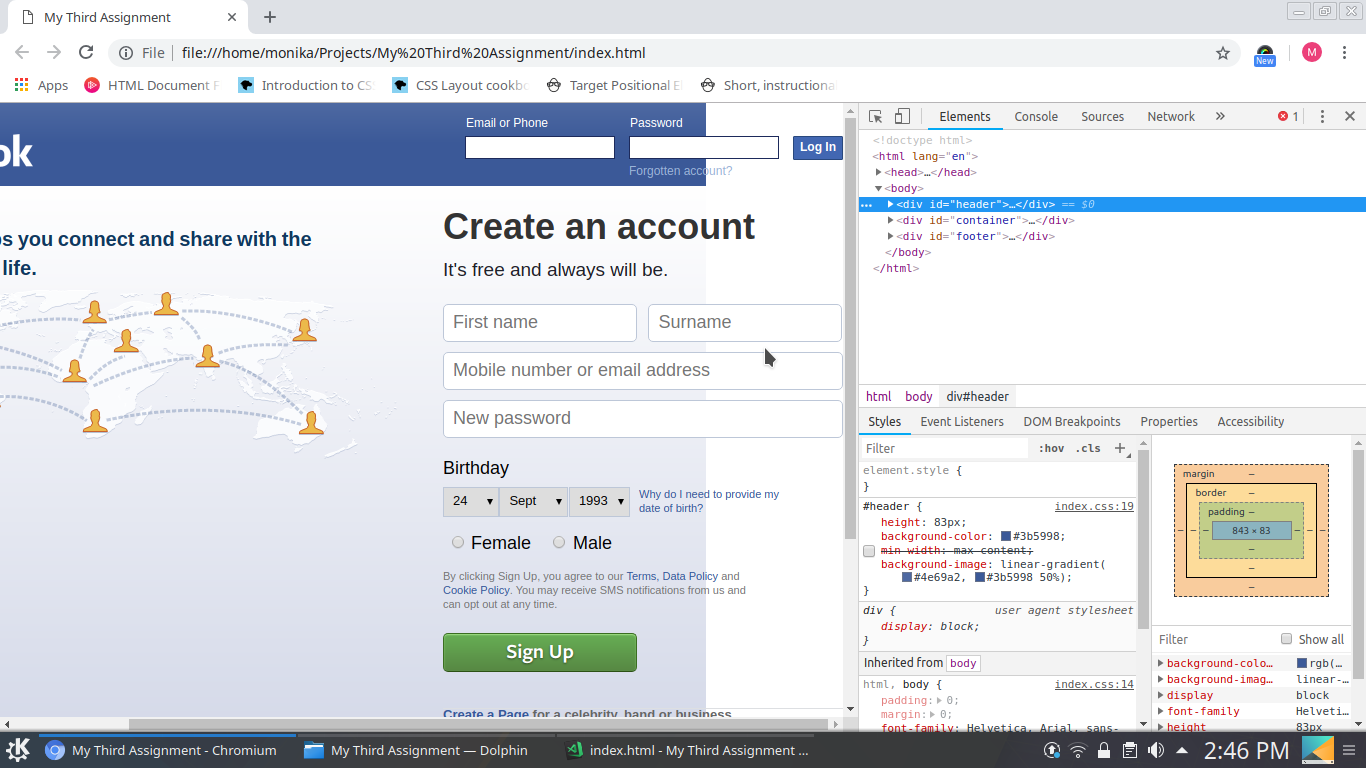 My Third Assignment
File file:///home/monika/Projects/My%20Third%20Assignment/index.html
New
M
Apps HTML Document Introduction to CS CSS Layout cookb Target Positional E Short, instructional
ok
Email or Phone Password
Log In
Forgotten account?
s you connect and share with the
life.
Create an account
It's free and always will be.
First name Surname
Mobile number or email address
New password
Birthday
24 Sept 1993 Why do I need to provide my
date of birth?
Female Male
By clicking Sign Up, you agree to our Terms, Data Policy and
Cookie Policy. You may receive SMS notifications from us and
can opt out at any time.
Sign Up
Create a Page for a celebrity, band or business
Elements Console Sources Network » 1
<!doctype html>
<html lang="en">
<head>…</head>
<body>
<div id="header">…</div> == $0
<div id="container">…</div>
<div id="footer">…</div>
</body>
</html>
html body div#header
Styles Event Listeners DOM Breakpoints Properties Accessibility
Filter :hov .cls +
element.style {
}
#header { index.css:19
height: 83px;
background-color: #3b5998;
min-width: max-content;
background-image: linear-gradient(
#4e69a2, #3b5998 50%);
}
div { user agent stylesheet
display: block;
}
Inherited from body
html, body { index.css:14
padding: 0;
margin: 0;
font-family: Helvetica, Arial, sans-
margin –
border –
padding –
– – – 843 × 83 – – –
–
–
–
Filter Show all
background-colo… rgb(…
background-imag… linear-…
display block
font-family Helveti…
height 83px
My Third Assignment - Chromium My Third Assignment — Dolphin index.html - My Third Assignment ... 2:46 PM